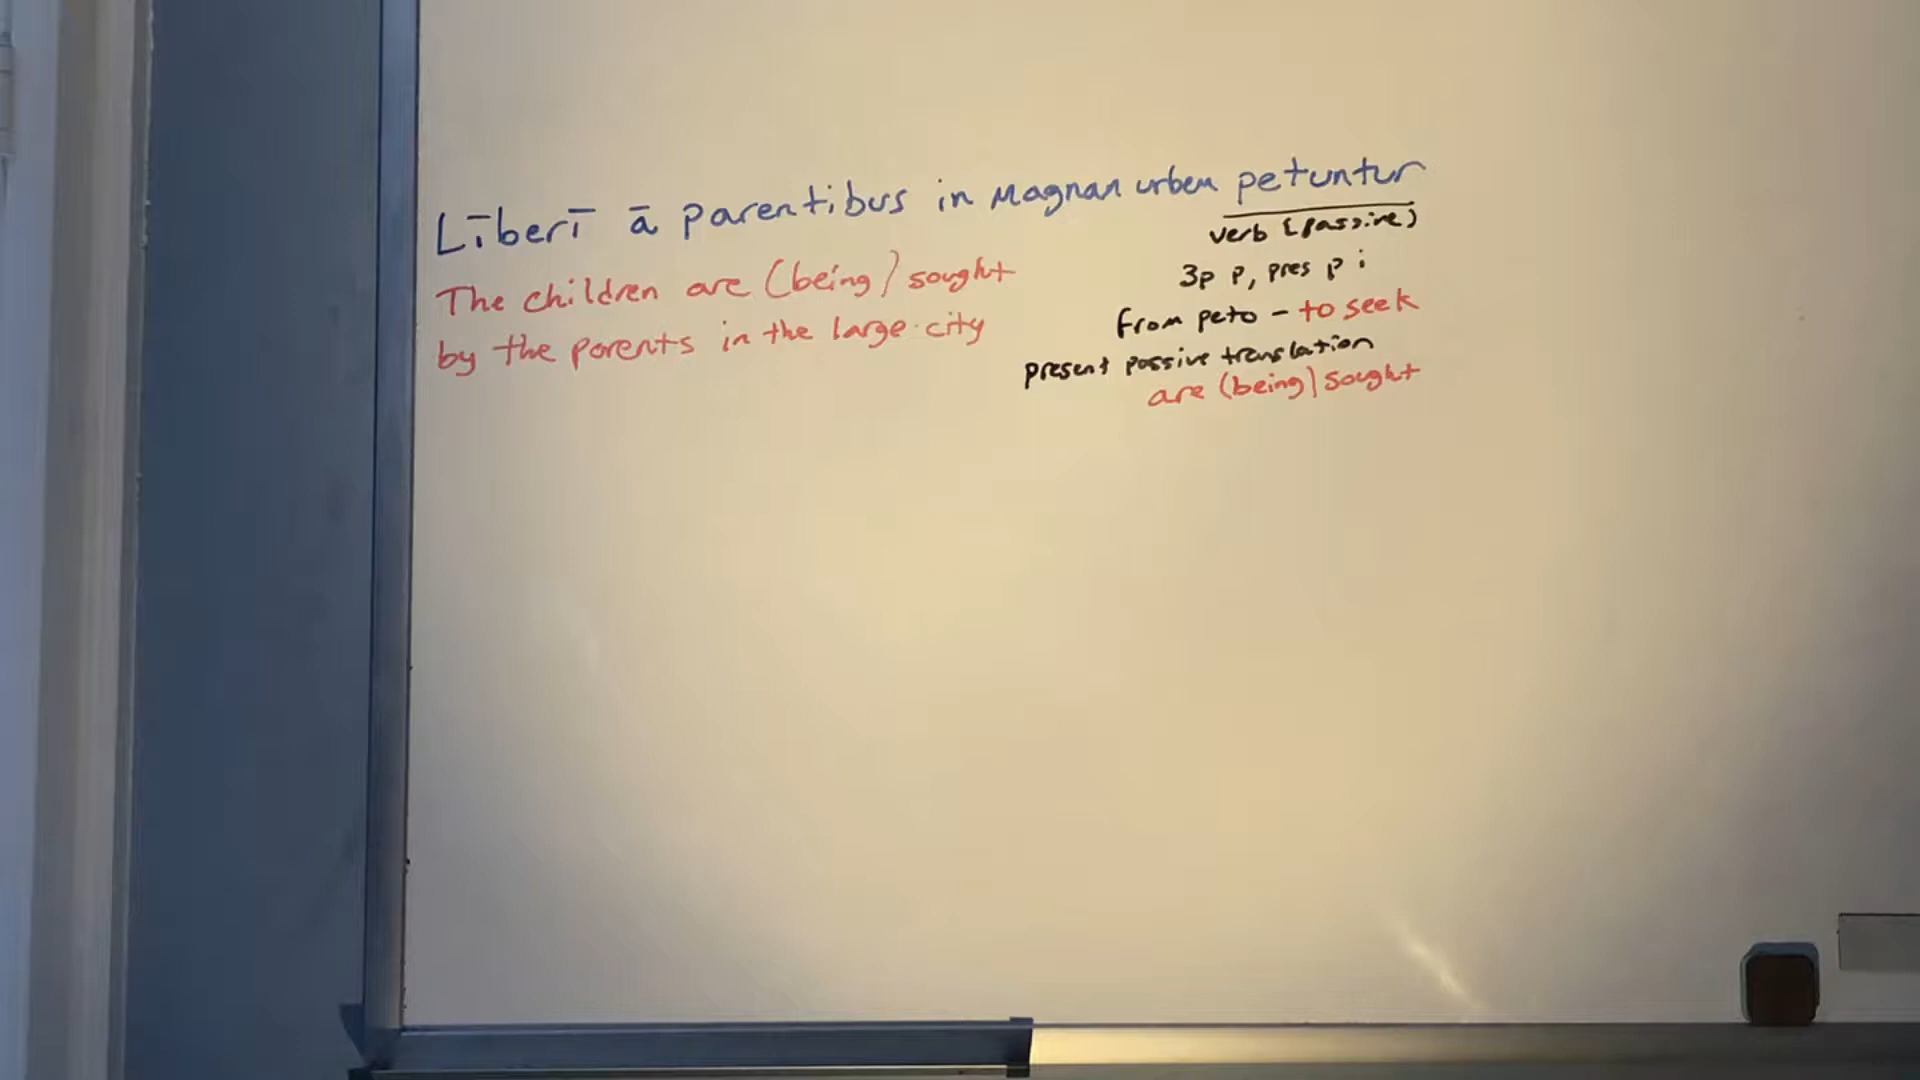 Līberī ā parentibus in magnam urbem petuntur
The children are (being) sought
by the parents in the large city
verb (passive)
3p p, pres p i
from peto - to seek
present passive translation
are (being) sought